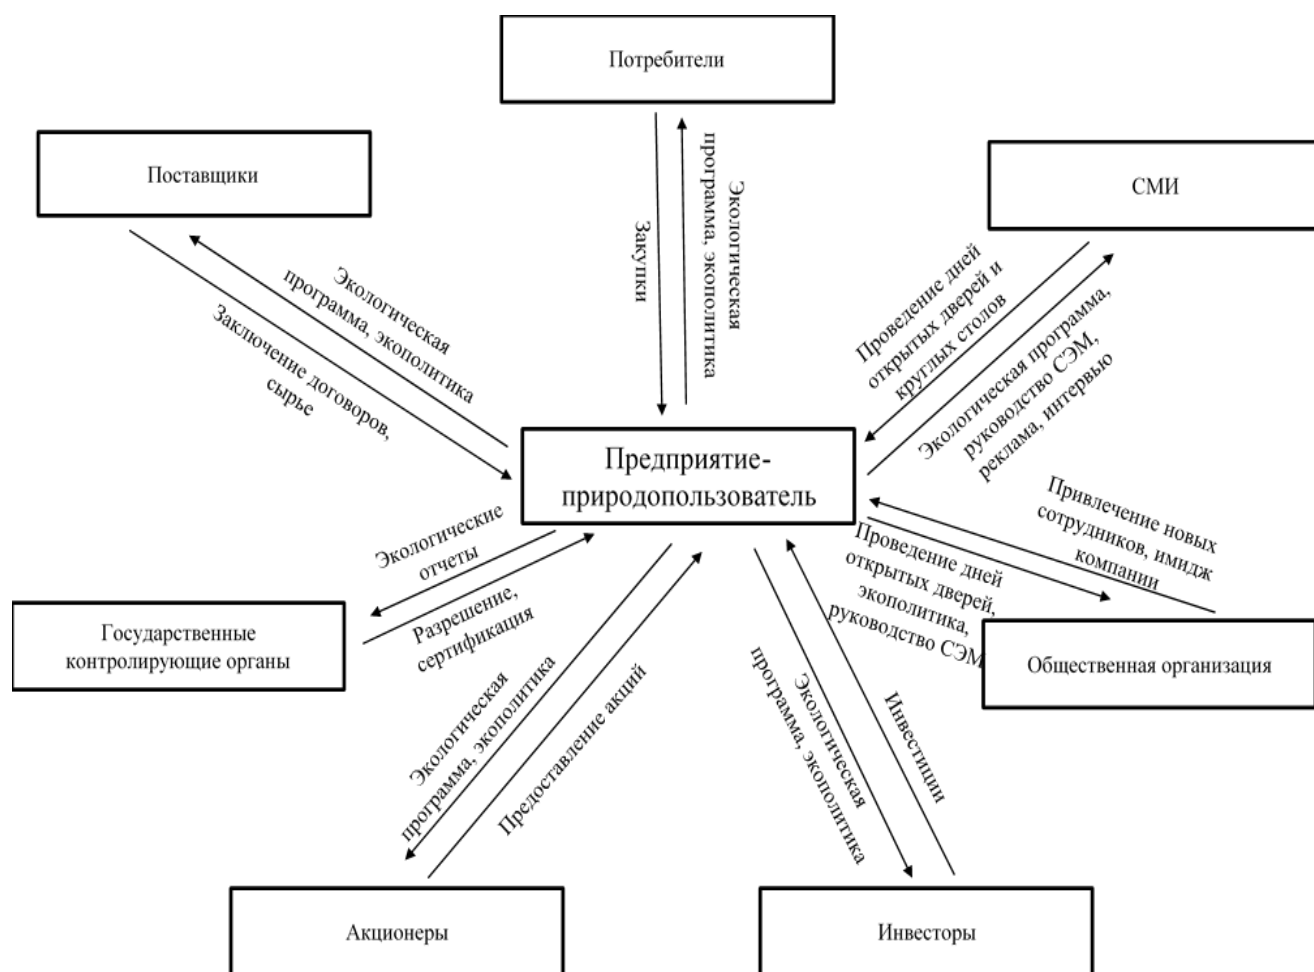 Потребители
Поставщики
СМИ
Экологическая
программа, экополитика
Закупки
Экологическая
программа, экополитика
Заключение договоров,
сырье
Проведение дней
открытых дверей и
круглых столов
Экологическая программа,
руководство СЭМ,
реклама, интервью
Предприятие-
природопользователь
Привлечение новых
сотрудников, имидж
компании
Проведение дней
открытых дверей,
экополитика,
руководство СЭМ
Экологические
отчеты
Разрешение,
сертификация
Государственные
контролирующие органы
Общественная организация
Экологическая
программа, экополитика
Предоставление акций
Экологическая
программа, экополитика
Инвестиции
Акционеры
Инвесторы